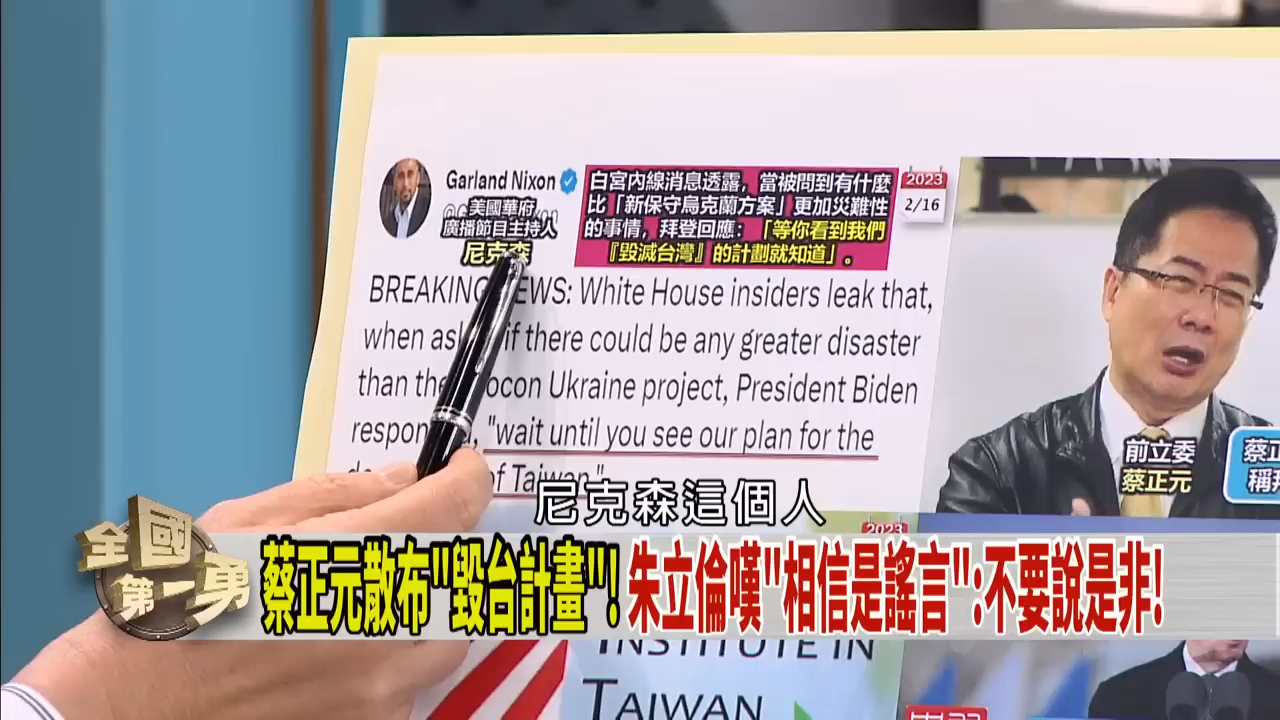 Garland Nixon
美國華府
廣播節目主持人
尼克森
白宮內線消息透露，當被問到有什麼
比「新保守烏克蘭方案」更加災難性
的事情，拜登回應：「等你看到我們
『毀滅台灣』的計劃就知道」。
2023
2/16
BREAKING NEWS: White House insiders leak that,
when if there could be any greater disaster
than Ukraine project, President Biden
"wait until you see our plan for the
of Taiwan."
前立委
蔡正元
尼克森這個人
2023
全國
第一勇
蔡正元散布"毀台計畫"! 朱立倫嘆"相信是謠言":不要說是非!
INSTITUTE IN
TAIWAN